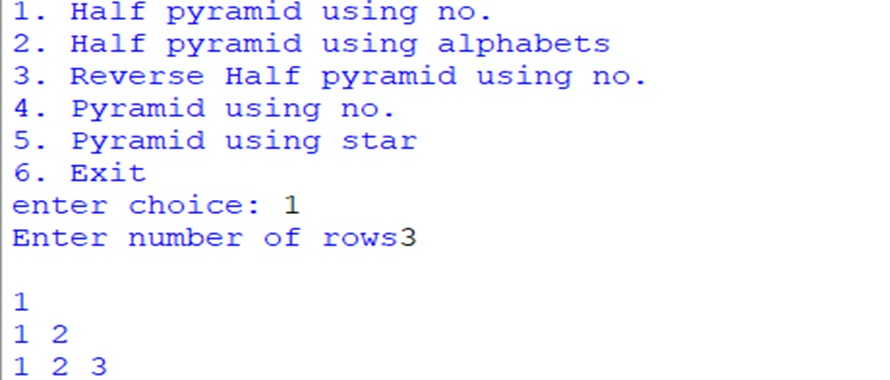 1. Half pyramid using no.
2. Half pyramid using alphabets
3. Reverse Half pyramid using no.
4. Pyramid using no.
5. Pyramid using star
6. Exit
enter choice: 1
Enter number of rows3
1
1 2
1 2 3